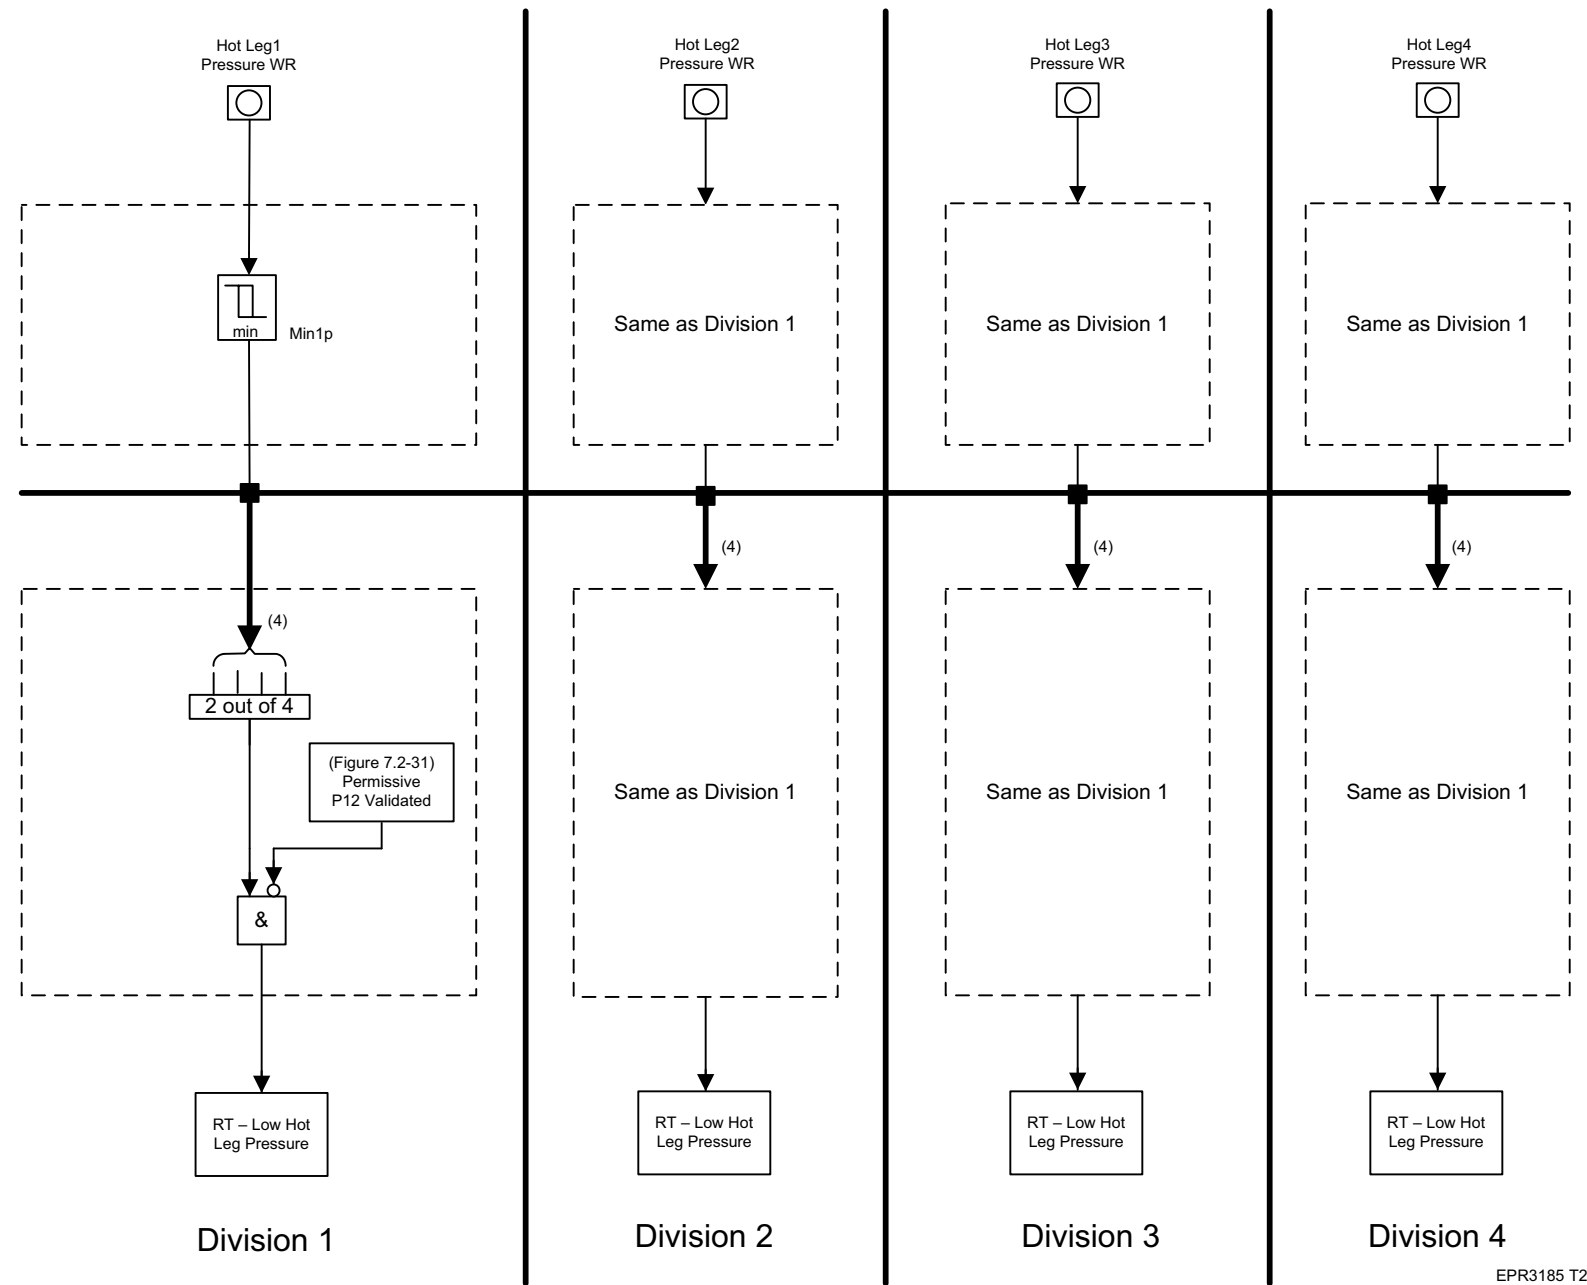 Hot Leg1
Pressure WR
Hot Leg2
Pressure WR
Hot Leg3
Pressure WR
Hot Leg4
Pressure WR
min
Min1p
Same as Division 1
Same as Division 1
Same as Division 1
(4)
(4)
(4)
(4)
2 out of 4
(Figure 7.2-31)
Permissive
P12 Validated
&
Same as Division 1
Same as Division 1
Same as Division 1
RT – Low Hot
Leg Pressure
RT – Low Hot
Leg Pressure
RT – Low Hot
Leg Pressure
RT – Low Hot
Leg Pressure
Division 1
Division 2
Division 3
Division 4
EPR3185 T2